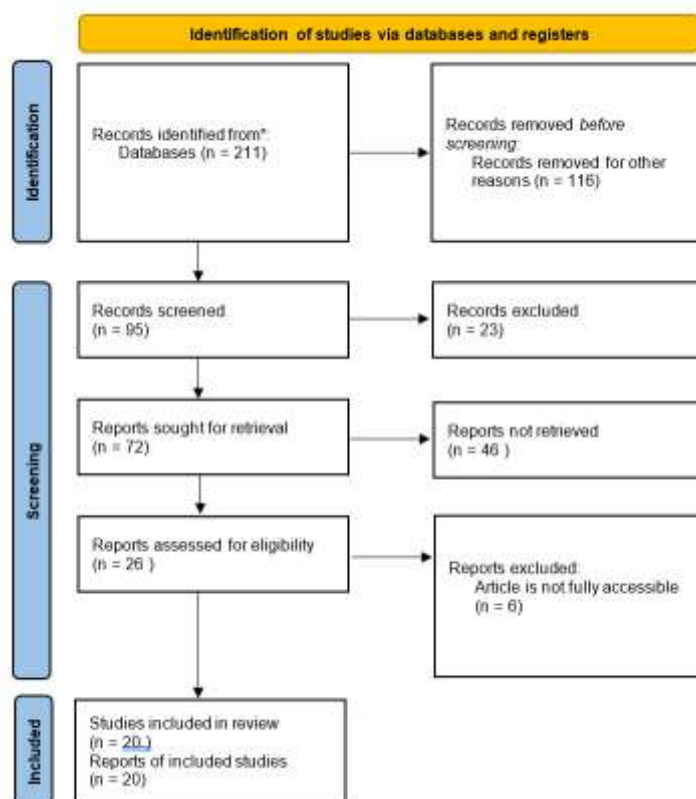 Identification of studies via databases and registers
Identification
Records identified from*:
Databases (n = 211)
Records removed before
screening:
Records removed for other
reasons (n = 116)
Screening
Records screened
(n = 95)
Records excluded
(n = 23)
Reports sought for retrieval
(n = 72)
Reports not retrieved
(n = 46 )
Reports assessed for eligibility
(n = 26 )
Reports excluded:
Article is not fully accessible
(n = 6)
Included
Studies included in review
(n = 20 )
Reports of included studies
(n = 20)